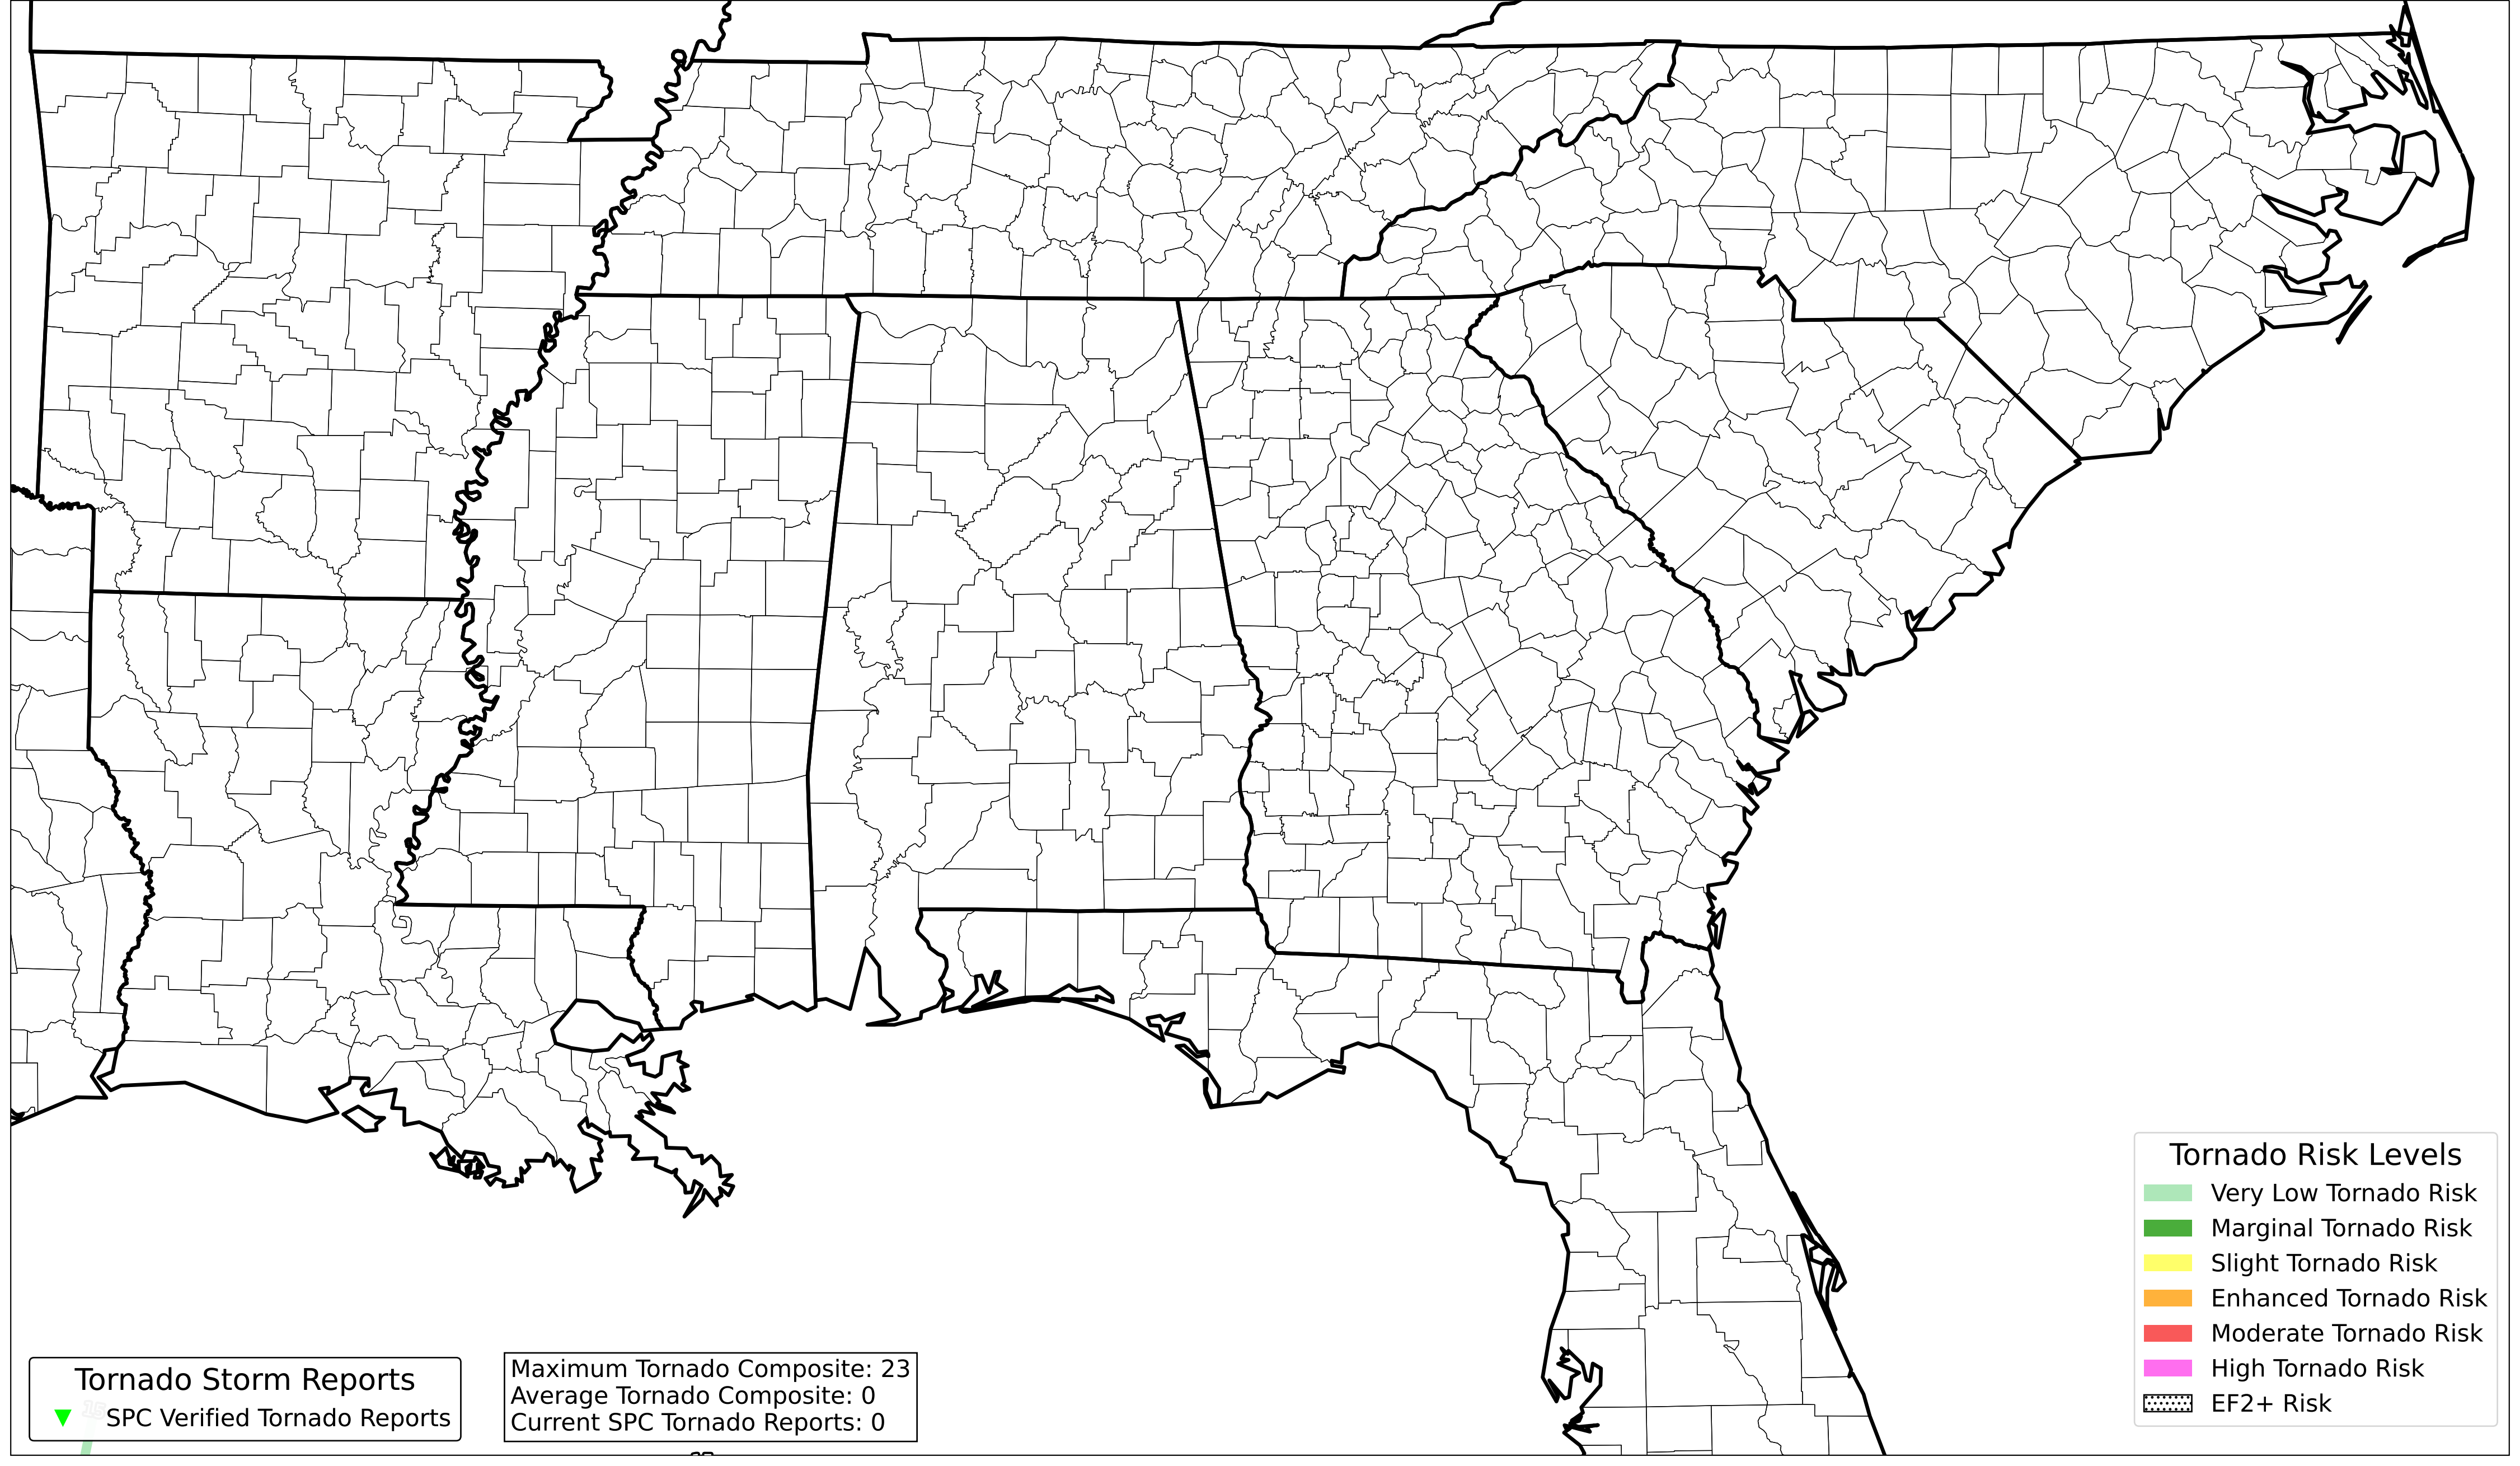 Tornado Risk Levels
Very Low Tornado Risk
Marginal Tornado Risk
Slight Tornado Risk
Enhanced Tornado Risk
Moderate Tornado Risk
High Tornado Risk
EF2+ Risk
Tornado Storm Reports
SPC Verified Tornado Reports
Maximum Tornado Composite: 23
Average Tornado Composite: 0
Current SPC Tornado Reports: 0